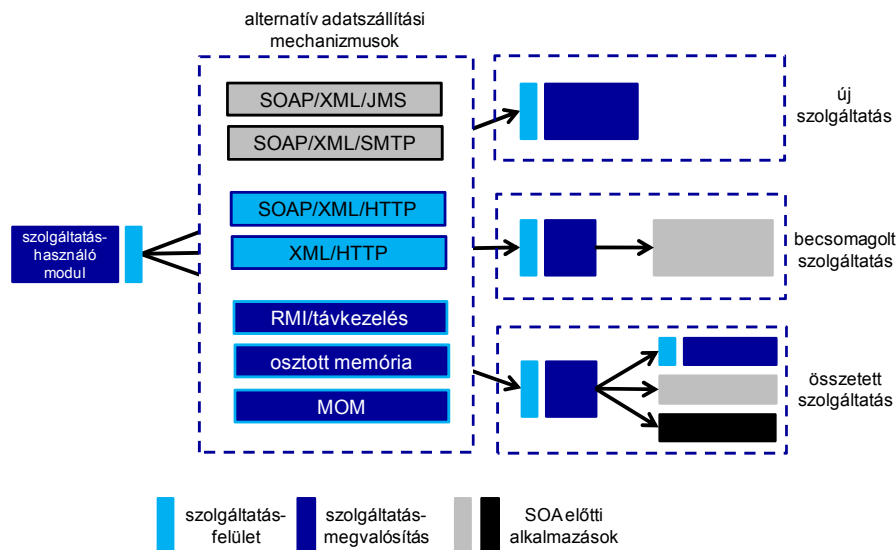 alternatív adatszállítási
mechanizmusok
SOAP/XML/JMS
SOAP/XML/SMTP
SOAP/XML/HTTP
XML/HTTP
RMI/távkezelés
osztott memória
MOM
szolgáltatás-
használó
modul
új
szolgáltatás
becsomagolt
szolgáltatás
összetett
szolgáltatás
szolgáltatás-
felület
szolgáltatás-
megvalósítás
SOA előtti
alkalmazások